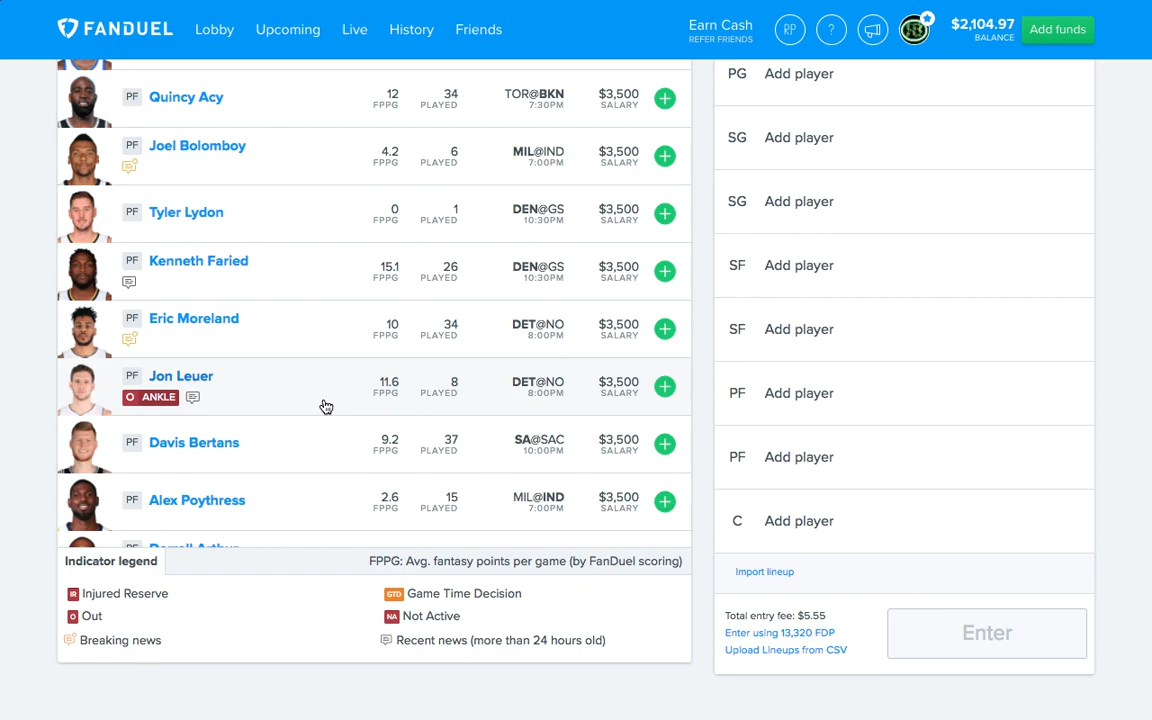 FANDUEL Lobby Upcoming Live History Friends
Earn Cash
REFER FRIENDS
RP
?
$2,104.97
BALANCE
Add funds
PF Quincy Acy 12 FPPG 34 PLAYED TOR@BKN 7:30PM $3,500 SALARY
PF Joel Bolomboy 4.2 FPPG 6 PLAYED MIL@IND 7:00PM $3,500 SALARY
PF Tyler Lydon 0 FPPG 1 PLAYED DEN@GS 10:30PM $3,500 SALARY
PF Kenneth Faried 15.1 FPPG 26 PLAYED DEN@GS 10:30PM $3,500 SALARY
PF Eric Moreland 10 FPPG 34 PLAYED DET@NO 8:00PM $3,500 SALARY
PF Jon Leuer 11.6 FPPG 8 PLAYED DET@NO 8:00PM $3,500 SALARY
O ANKLE
PF Davis Bertans 9.2 FPPG 37 PLAYED SA@SAC 10:00PM $3,500 SALARY
PF Alex Poythress 2.6 FPPG 15 PLAYED MIL@IND 7:00PM $3,500 SALARY
Indicator legend
FPPG: Avg. fantasy points per game (by FanDuel scoring)
IR Injured Reserve
GTD Game Time Decision
O Out
NA Not Active
Breaking news
Recent news (more than 24 hours old)
PG Add player
SG Add player
SG Add player
SF Add player
SF Add player
PF Add player
PF Add player
C Add player
Import lineup
Total entry fee: $5.55
Enter using 13,320 FDP
Upload Lineups from CSV
Enter